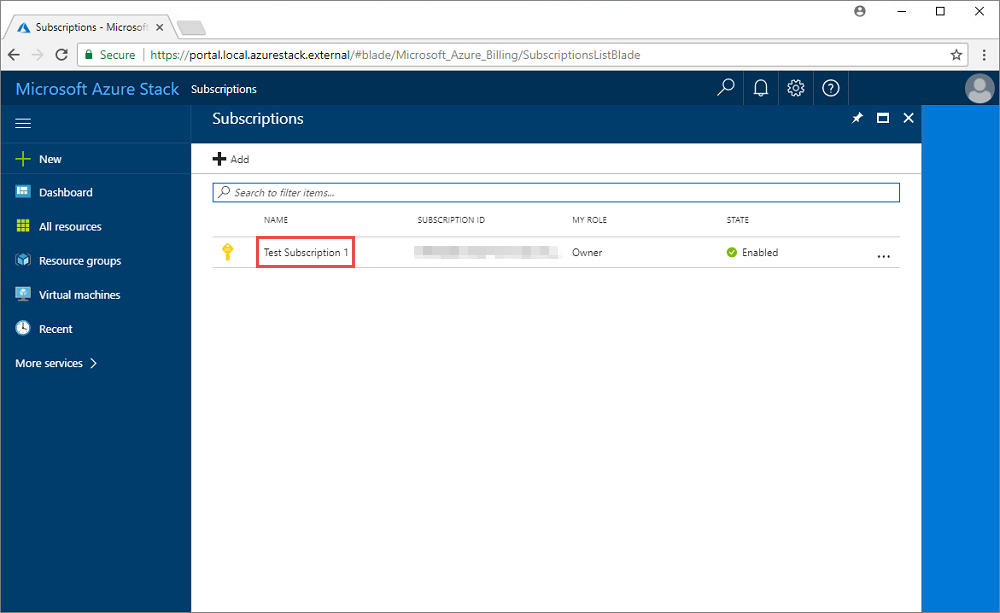 Subscriptions - Microsoft
Secure https://portal.local.azurestack.external/#blade/Microsoft_Azure_Billing/SubscriptionsListBlade
Microsoft Azure Stack Subscriptions
Subscriptions
New
Add
Dashboard
Search to filter items...
All resources
NAME SUBSCRIPTION ID MY ROLE STATE
Test Subscription 1 Owner Enabled
Resource groups
Virtual machines
Recent
More services